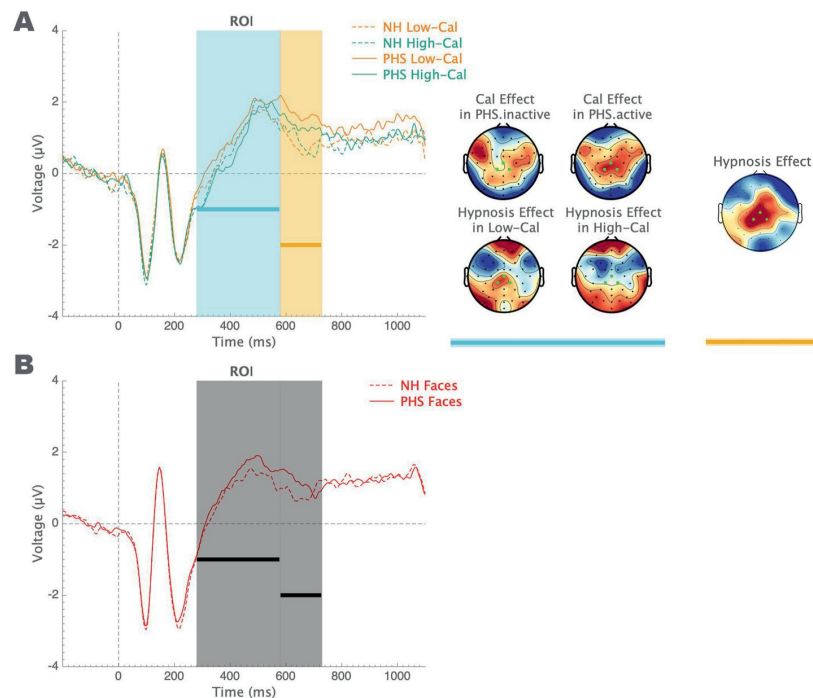 A
ROI
NH Low-Cal
NH High-Cal
PHS Low-Cal
PHS High-Cal
4
2
0
-2
-4
Voltage (µV)
0
200
400
600
800
1000
Time (ms)
Cal Effect
in PHS.inactive
Cal Effect
in PHS.active
Hypnosis Effect
in Low-Cal
Hypnosis Effect
in High-Cal
Hypnosis Effect
B
ROI
NH Faces
PHS Faces
4
2
0
-2
-4
Voltage (µV)
0
200
400
600
800
1000
Time (ms)